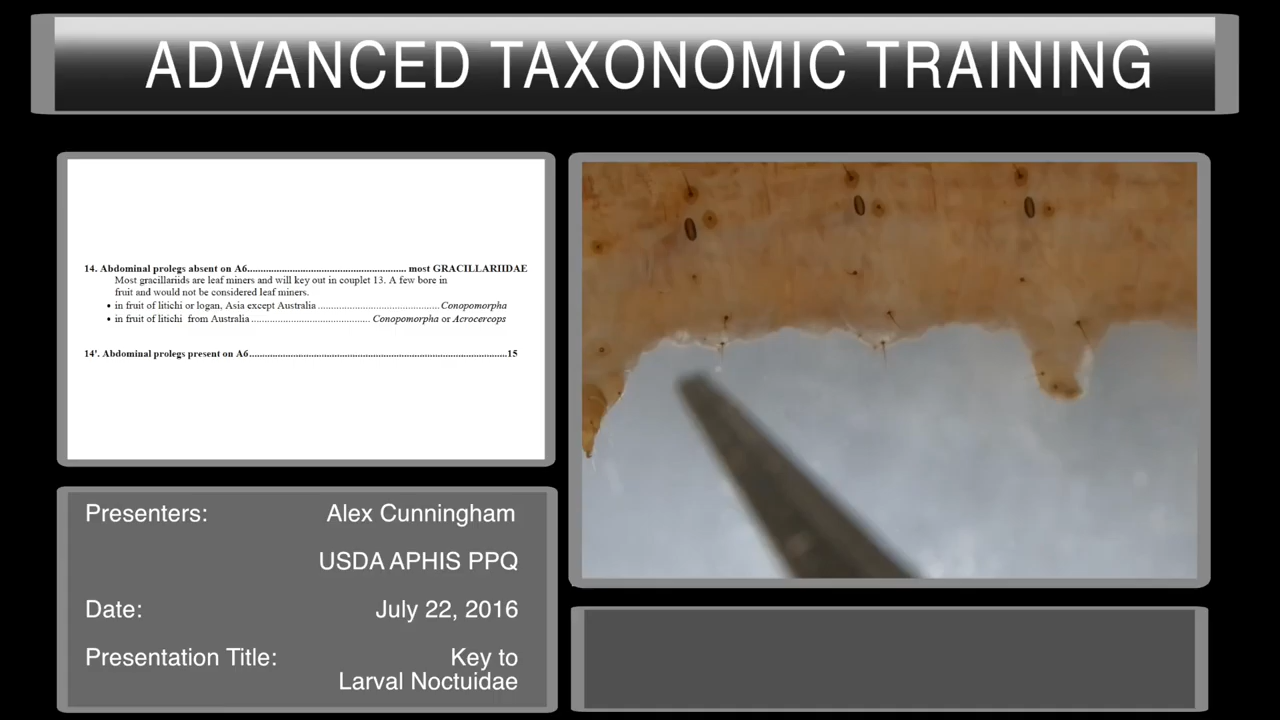 ADVANCED TAXONOMIC TRAINING
14. Abdominal prolegs absent on A6.......................................................... most GRACILLARIIDAE
Most gracillariids are leaf miners and will key out in couplet 13. A few bore in
fruit and would not be considered leaf miners.
• in fruit of litichi or logan, Asia except Australia ............................................Conopomorpha
• in fruit of litichi from Australia ........................................... Conopomorpha or Acrocercops
14'. Abdominal prolegs present on A6...............................................................................................15
Presenters: Alex Cunningham
USDA APHIS PPQ
Date: July 22, 2016
Presentation Title: Key to
Larval Noctuidae